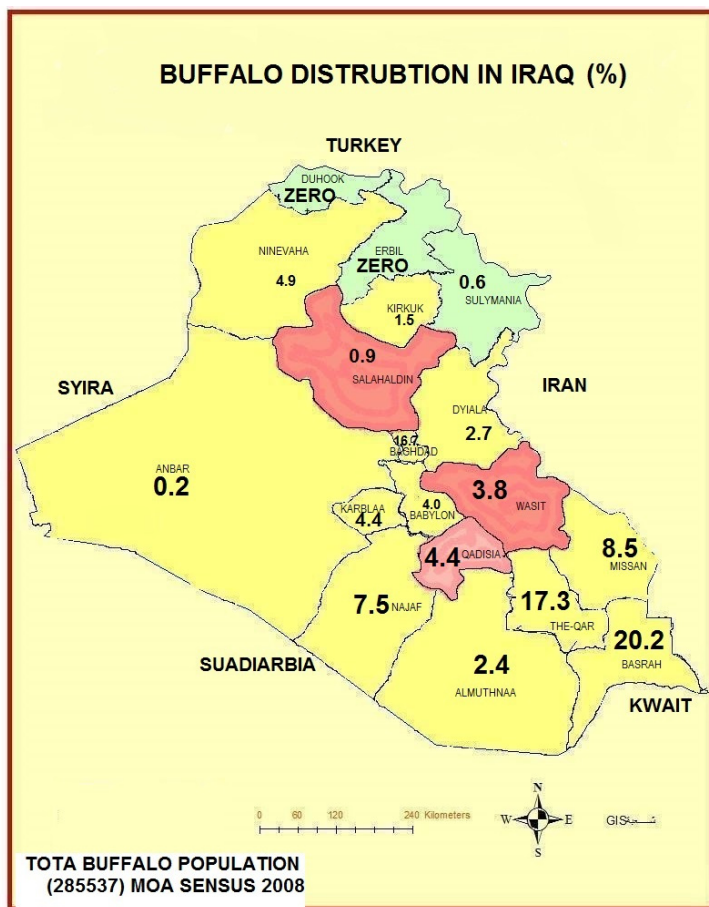 BUFFALO DISTRUBTION IN IRAQ (%)
TURKEY
DUHOOK
ZERO
NINEVAHA
4.9
ERBIL
ZERO
0.6
SULYMANIA
KIRKUK
1.5
0.9
SALAHALDIN
SYIRA
IRAN
DYIALA
2.7
16.7
BAGHDAD
ANBAR
0.2
3.8
WASIT
KARBLAA
4.4
4.0
BABYLON
4.4 QADISIA
8.5
MISSAN
7.5 NAJAF
17.3
THE-QAR
20.2
BASRAH
SUADIARBIA
2.4
ALMUTHNAA
KWAIT
N
W E
S
0 60 120 240 Kilometers
GIS
TOTA BUFFALO POPULATION
(285537) MOA SENSUS 2008